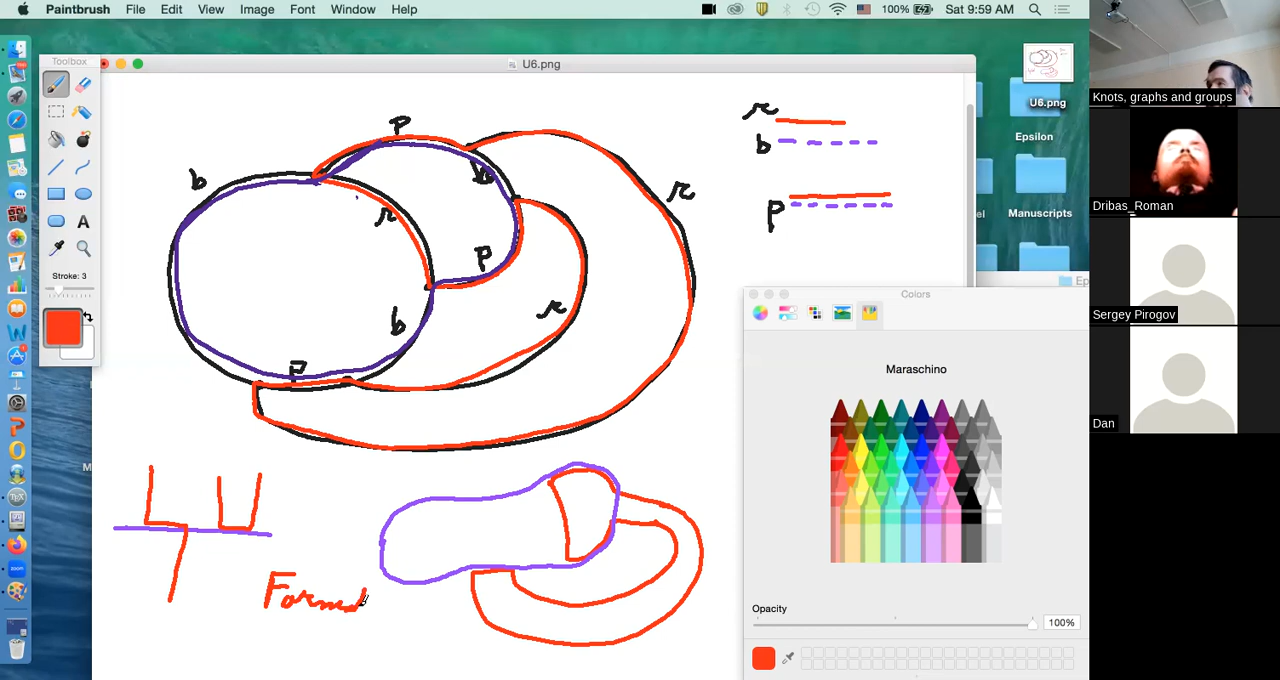 Paintbrush File Edit View Image Font Window Help 100% Sat 9:59 AM
Toolbox
U6.png
A
Stroke: 3
p
b
r
p
b
p
r
r
r
b
p
U6.png
Epsilon
Manuscripts
Colors
Maraschino
Opacity
100%
Knots, graphs and groups
Dribas_Roman
Sergey Pirogov
Dan